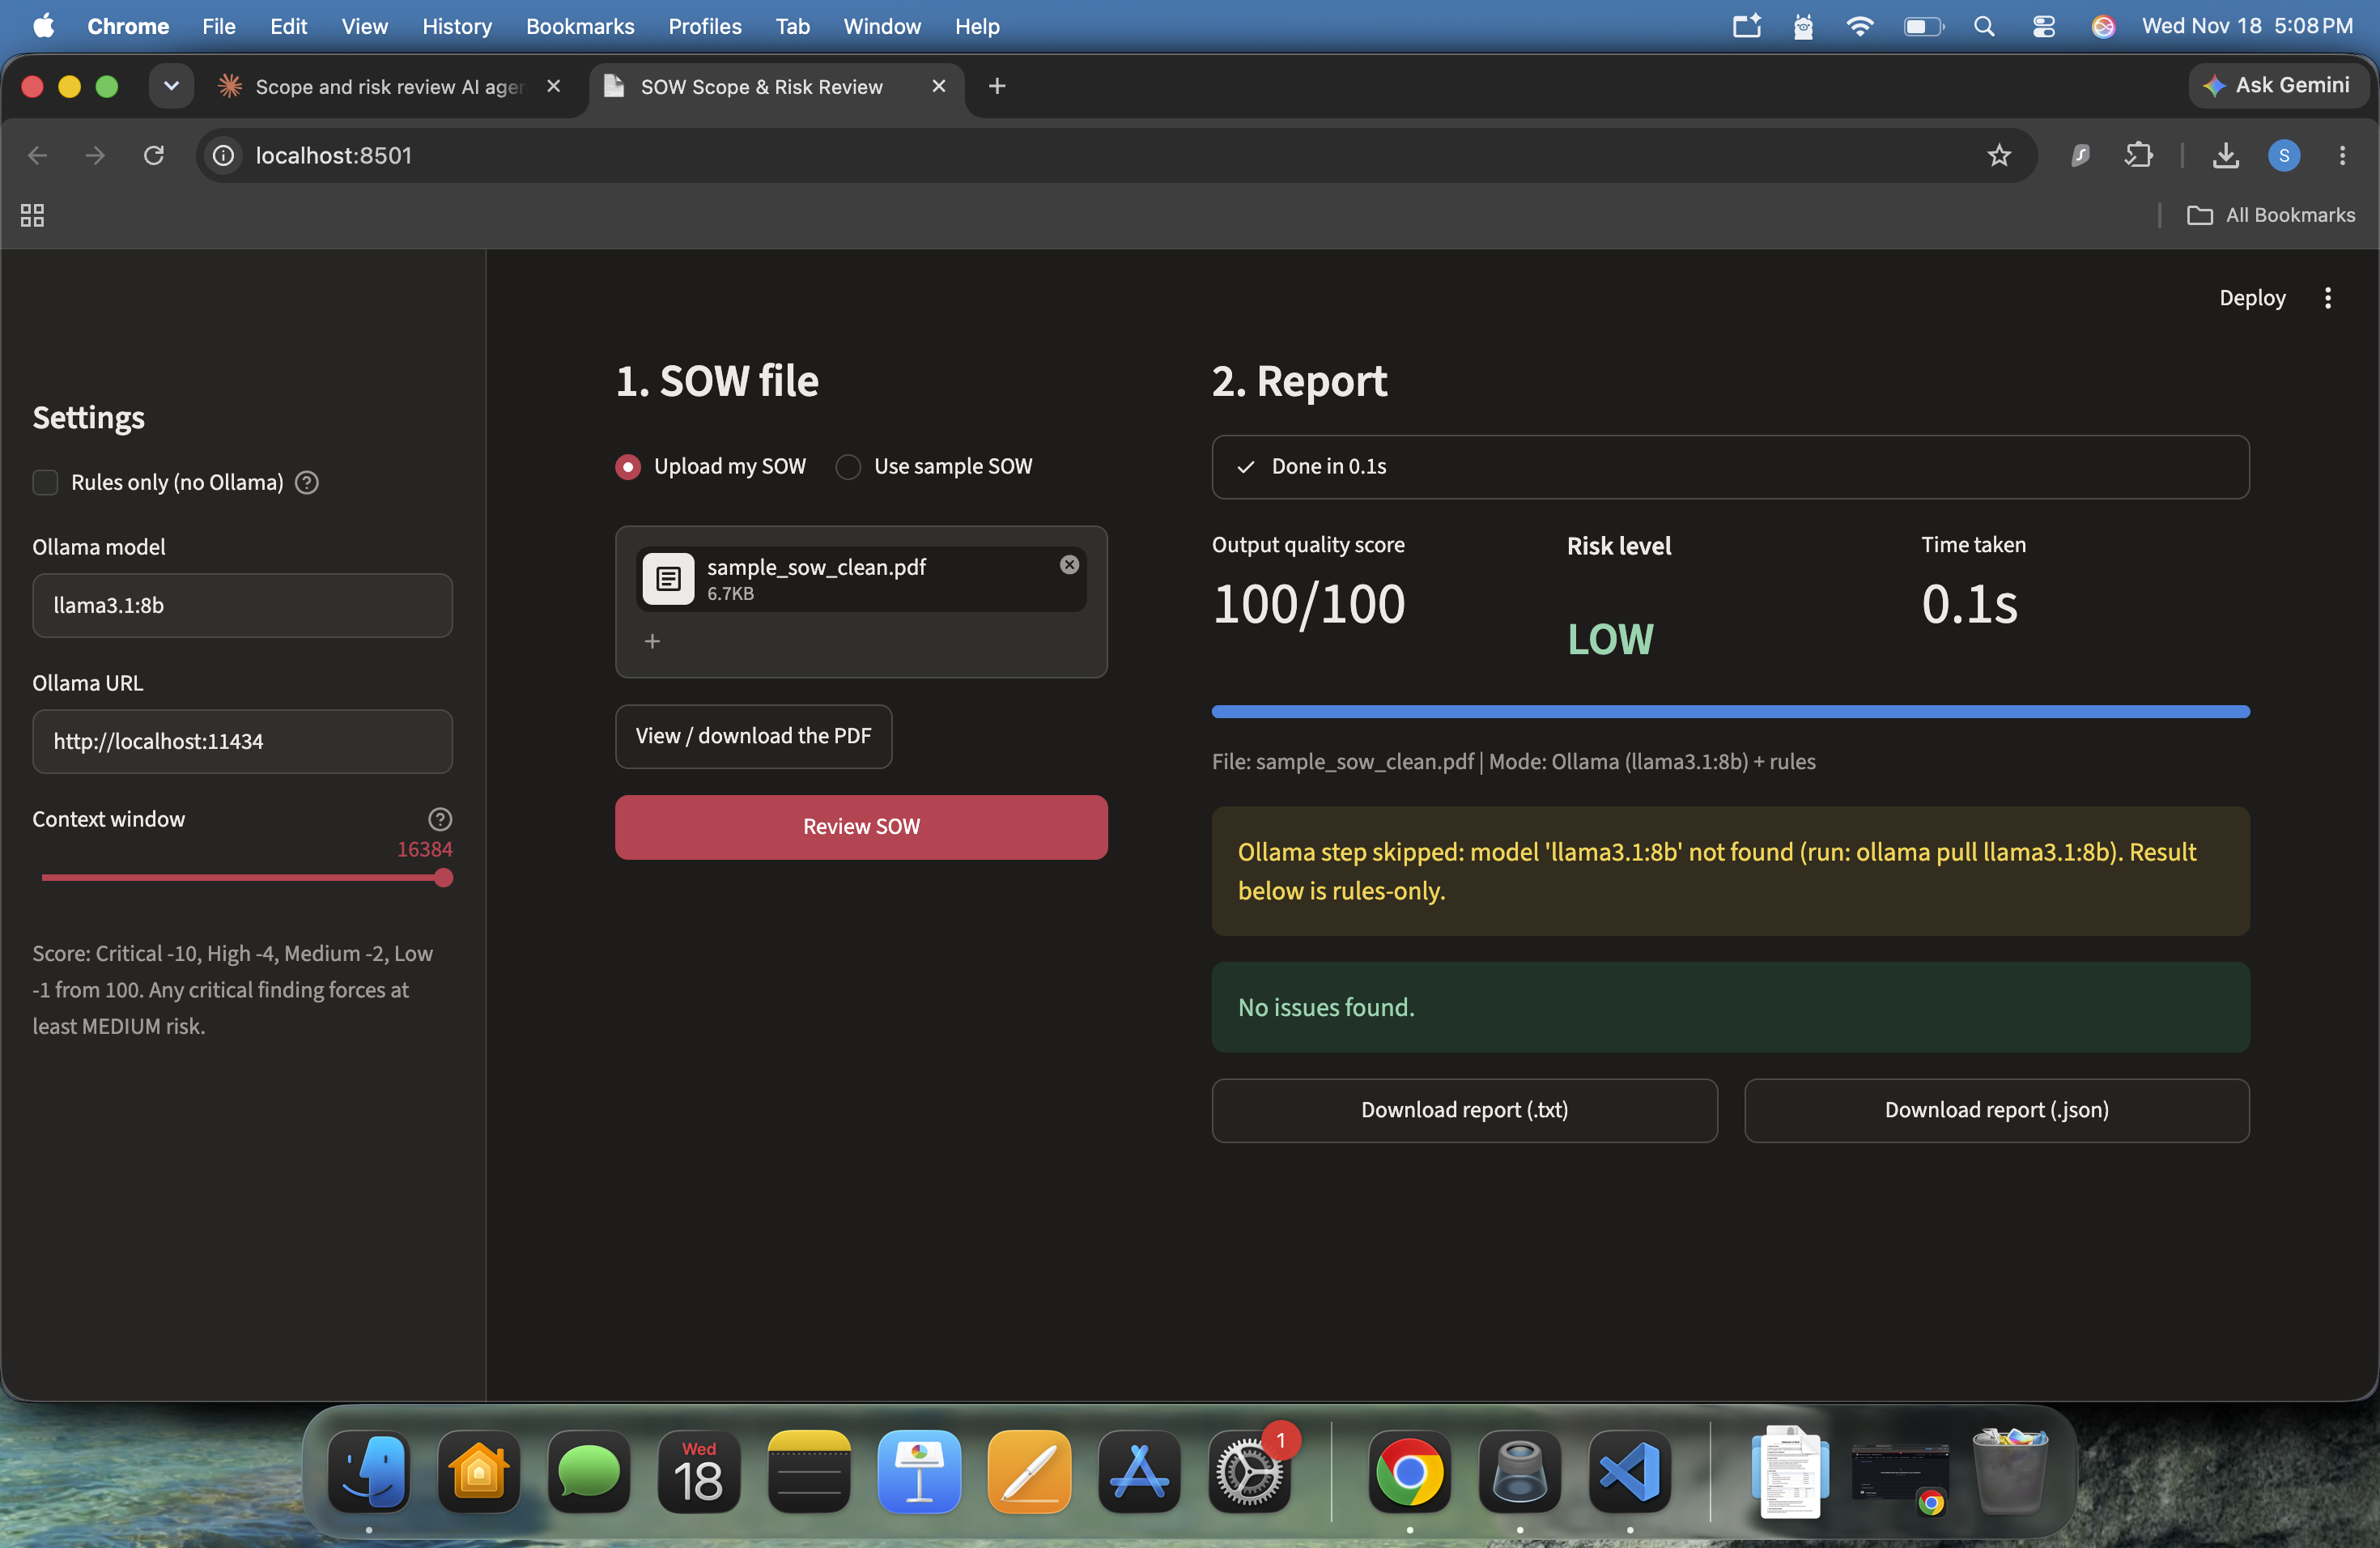 Chrome File Edit View History Bookmarks Profiles Tab Window Help
Wed Nov 18 5:08 PM
Scope and risk review AI agen
SOW Scope & Risk Review
Ask Gemini
localhost:8501
S
All Bookmarks
Deploy
Settings
Rules only (no Ollama)
Ollama model
llama3.1:8b
Ollama URL
http://localhost:11434
Context window
16384
Score: Critical -10, High -4, Medium -2, Low
-1 from 100. Any critical finding forces at
least MEDIUM risk.
1. SOW file
Upload my SOW
Use sample SOW
sample_sow_clean.pdf
6.7KB
View / download the PDF
Review SOW
2. Report
Done in 0.1s
Output quality score
100/100
Risk level
LOW
Time taken
0.1s
File: sample_sow_clean.pdf | Mode: Ollama (llama3.1:8b) + rules
Ollama step skipped: model 'llama3.1:8b' not found (run: ollama pull llama3.1:8b). Result
below is rules-only.
No issues found.
Download report (.txt)
Download report (.json)
Wed
18
1